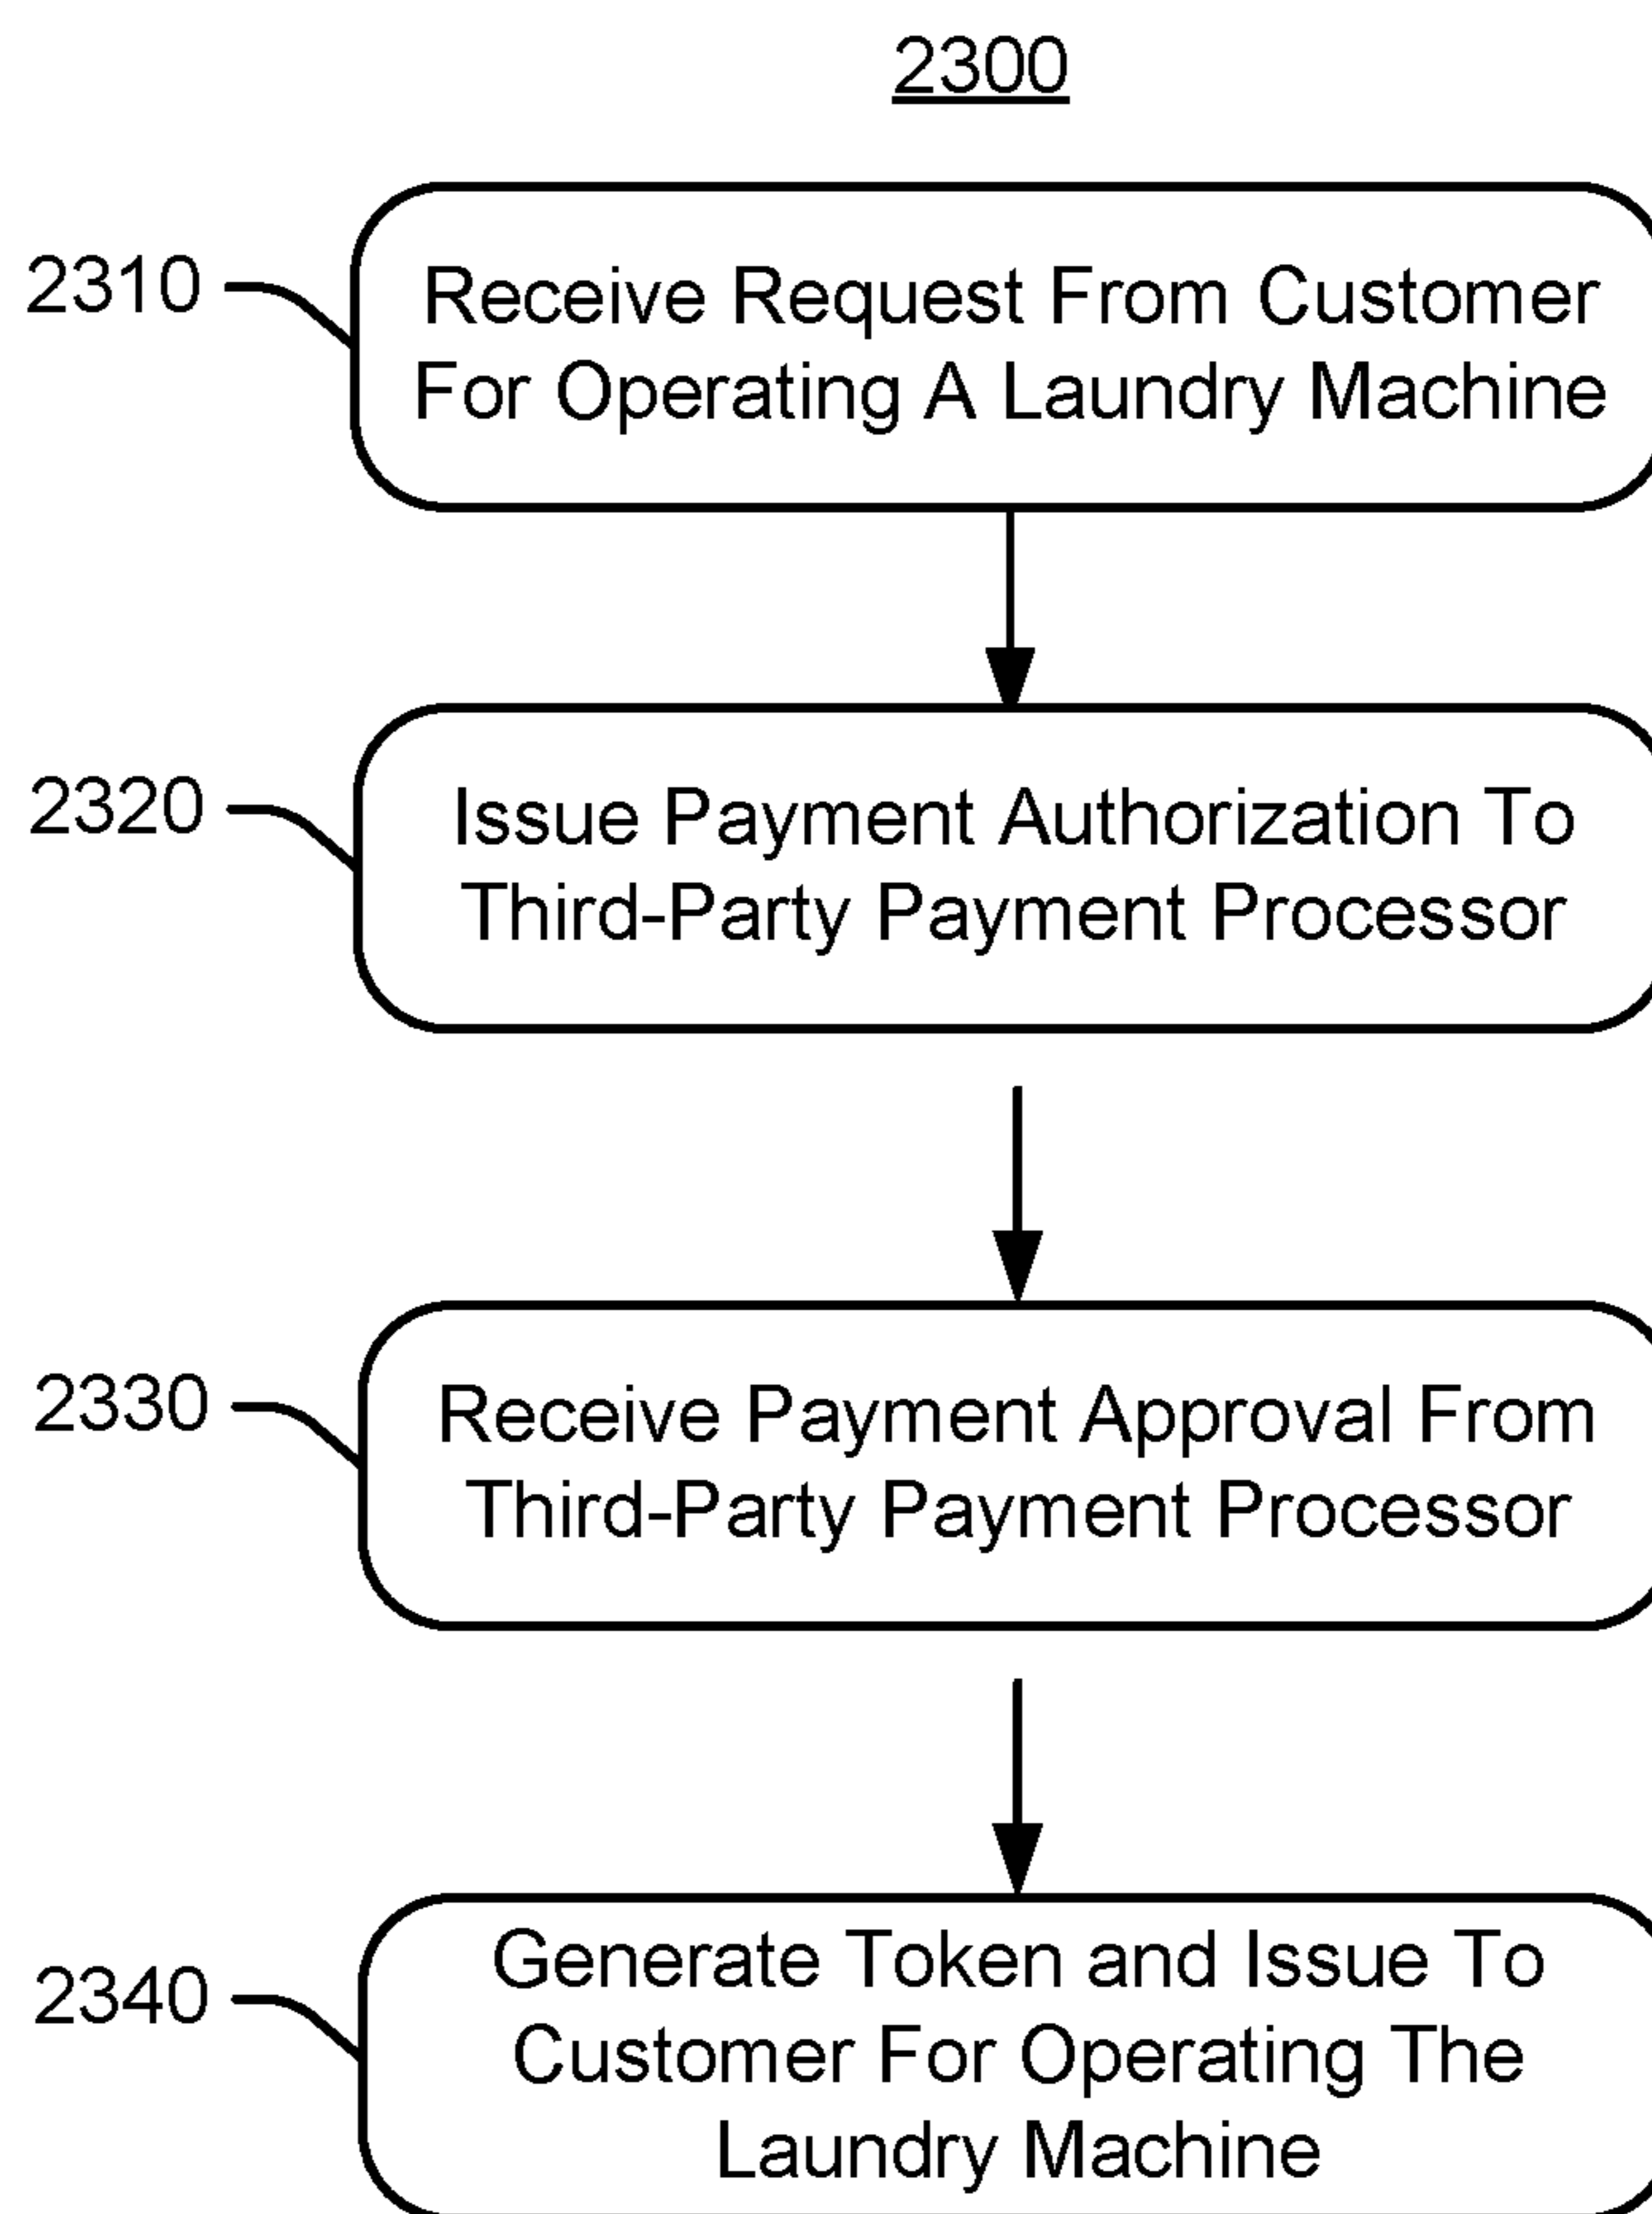 2300
2310
Receive Request From Customer
For Operating A Laundry Machine
2320
Issue Payment Authorization To
Third-Party Payment Processor
2330
Receive Payment Approval From
Third-Party Payment Processor
2340
Generate Token and Issue To
Customer For Operating The
Laundry Machine